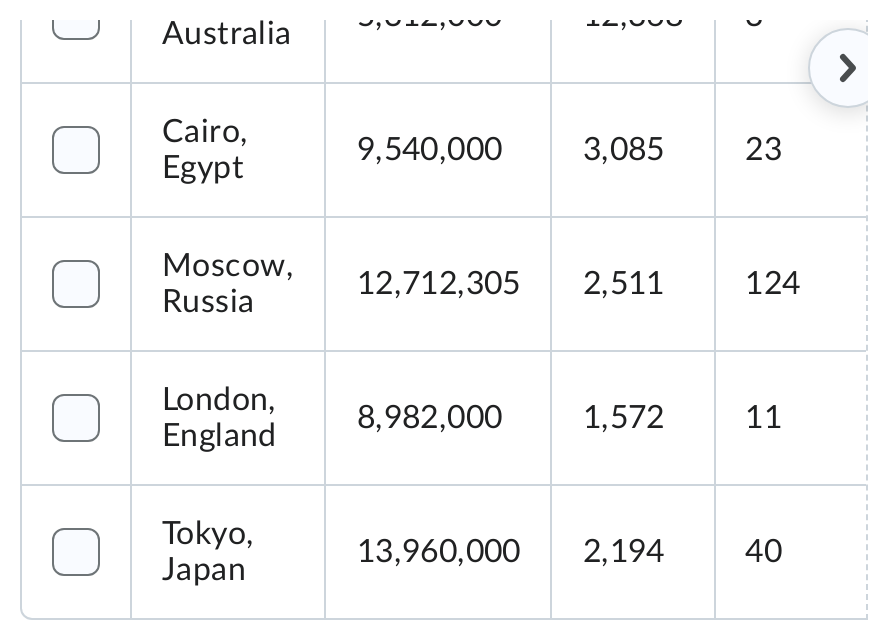 Australia
Cairo,
Egypt
9,540,000
3,085
23
Moscow,
Russia
12,712,305
2,511
124
London,
England
8,982,000
1,572
11
Tokyo,
Japan
13,960,000
2,194
40